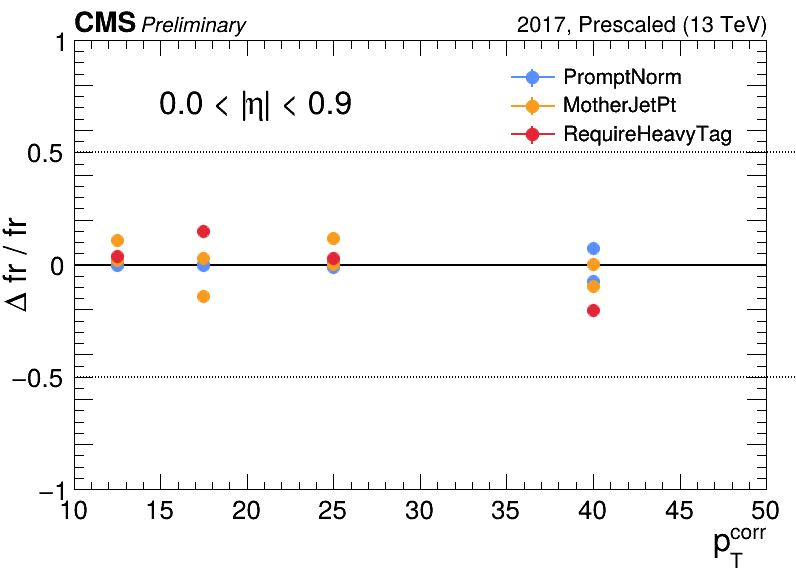 CMS Preliminary 2017, Prescaled (13 TeV)
0.0 < |η| < 0.9
PromptNorm
MotherJetPt
RequireHeavyTag
Δ fr / fr
1
0.5
0
−0.5
−1
10 15 20 25 30 35 40 45 50
p_T^corr